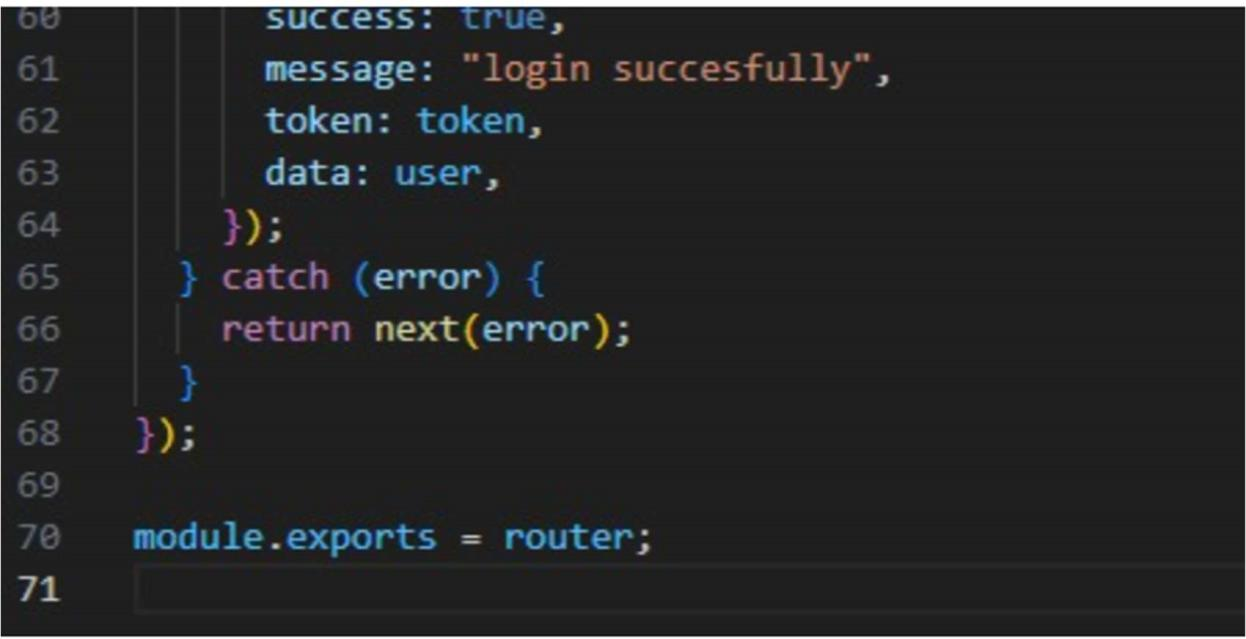 60 success: true,
61 message: "login succesfully",
62 token: token,
63 data: user,
64 });
65 } catch (error) {
66 return next(error);
67 }
68 });
69
70 module.exports = router;
71